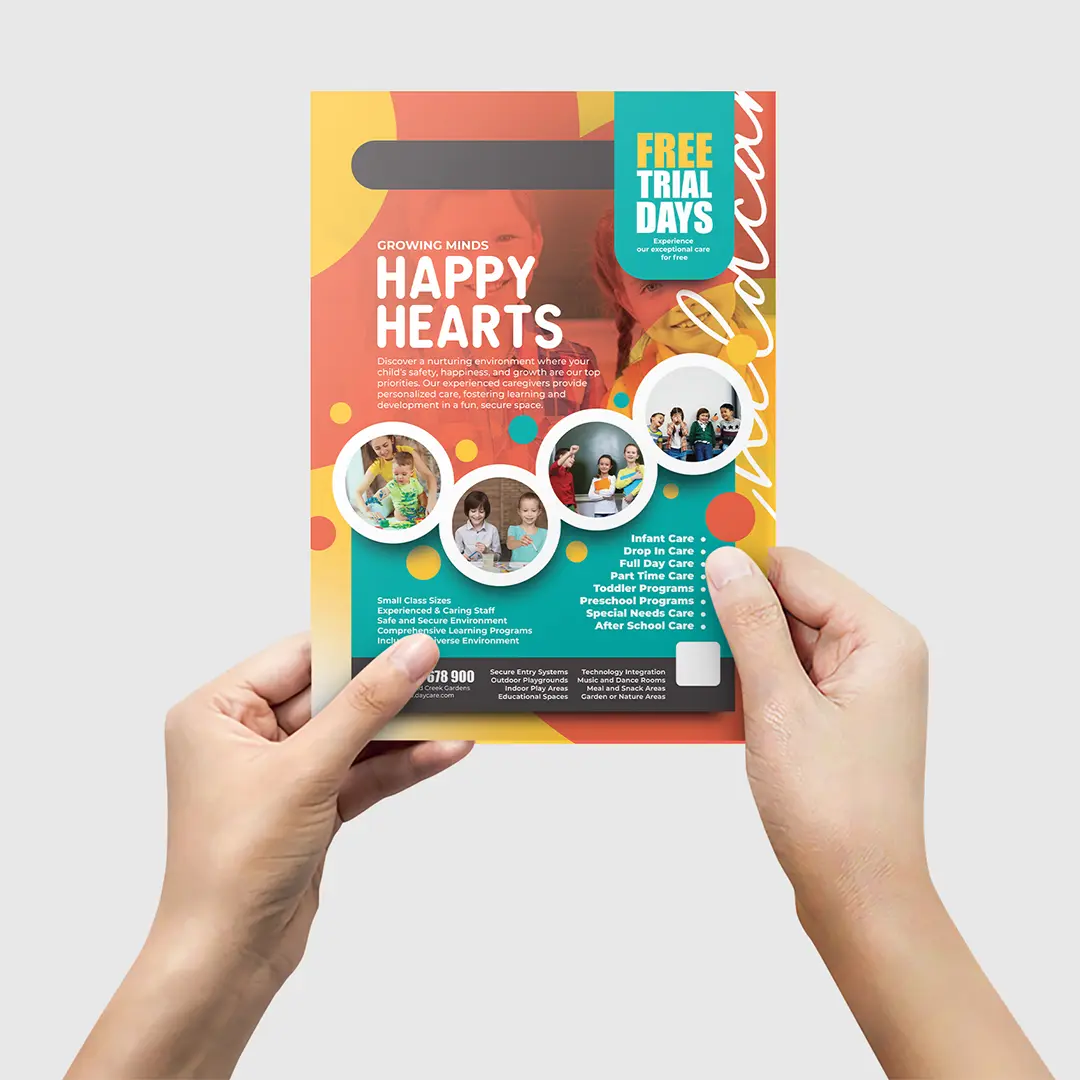 FREE
TRIAL
DAYS
Experience
our exceptional care
for free
GROWING MINDS
HAPPY
HEARTS
Discover a nurturing environment where your
child's safety, happiness, and growth are our top
priorities. Our experienced caregivers provide
personalized care, fostering learning and
development in a fun, secure space.
Infant Care
Drop In Care
Full Day Care
Part Time Care
Toddler Programs
Preschool Programs
Special Needs Care
After School Care
Small Class Sizes
Experienced & Caring Staff
Safe and Secure Environment
Comprehensive Learning Programs
Environment
678 900
Creek Gardens
daycare.com
Secure Entry Systems
Outdoor Playgrounds
Indoor Play Areas
Educational Spaces
Technology Integration
Music and Dance Rooms
Meal and Snack Areas
Garden or Nature Areas